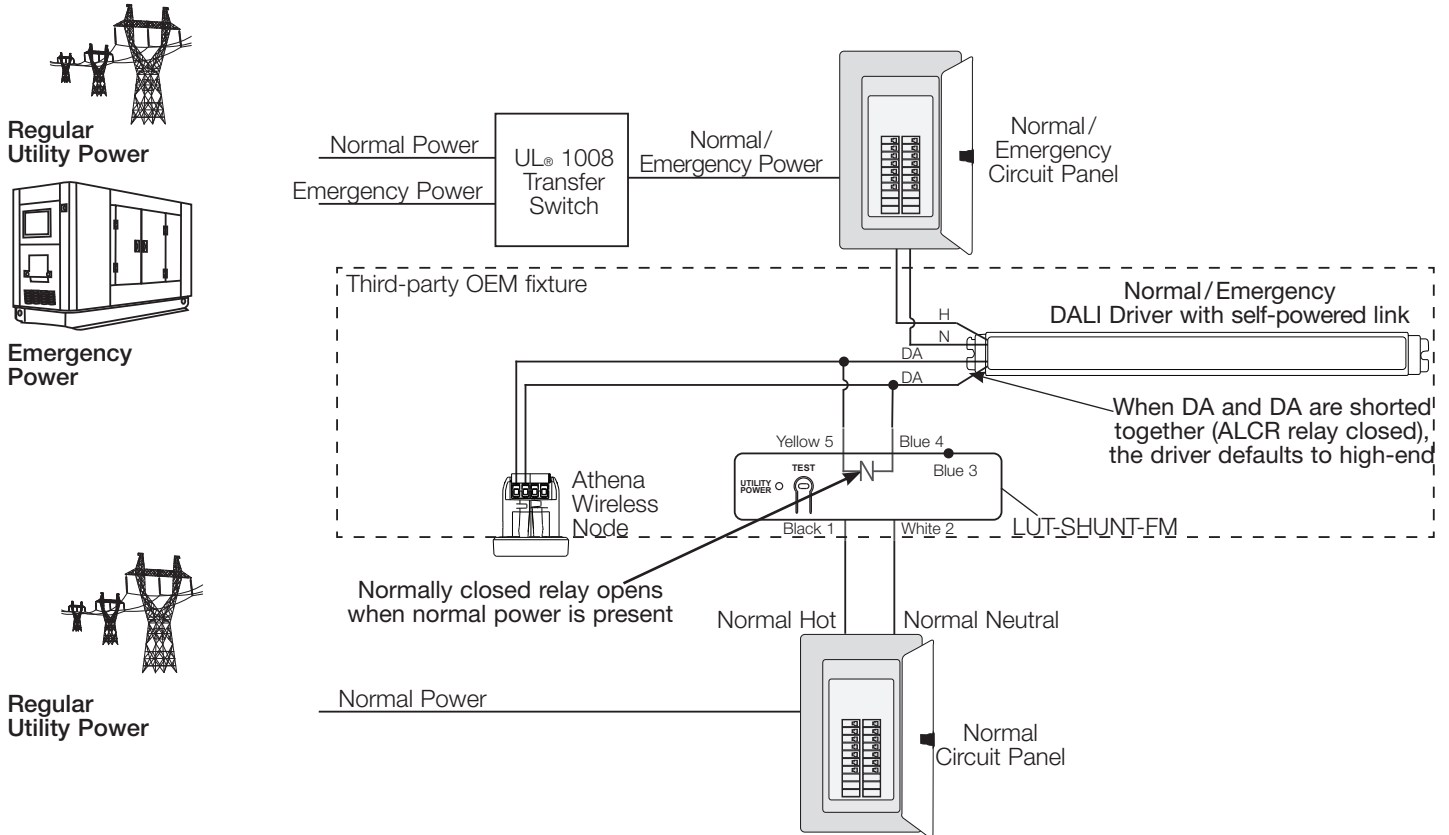 Regular
Utility Power
Emergency
Power
Normal Power
Emergency Power
UL® 1008
Transfer
Switch
Normal/
Emergency Power
Normal/
Emergency
Circuit Panel
Third-party OEM fixture
Normal/Emergency
DALI Driver with self-powered link
H
N
DA
DA
When DA and DA are shorted
together (ALCR relay closed),
the driver defaults to high-end
Yellow 5
Blue 4
Blue 3
UTILITY
POWER
TEST
N
Black 1
White 2
LUT-SHUNT-FM
Athena
Wireless
Node
Normally closed relay opens
when normal power is present
Normal Hot
Normal Neutral
Regular
Utility Power
Normal Power
Normal
Circuit Panel